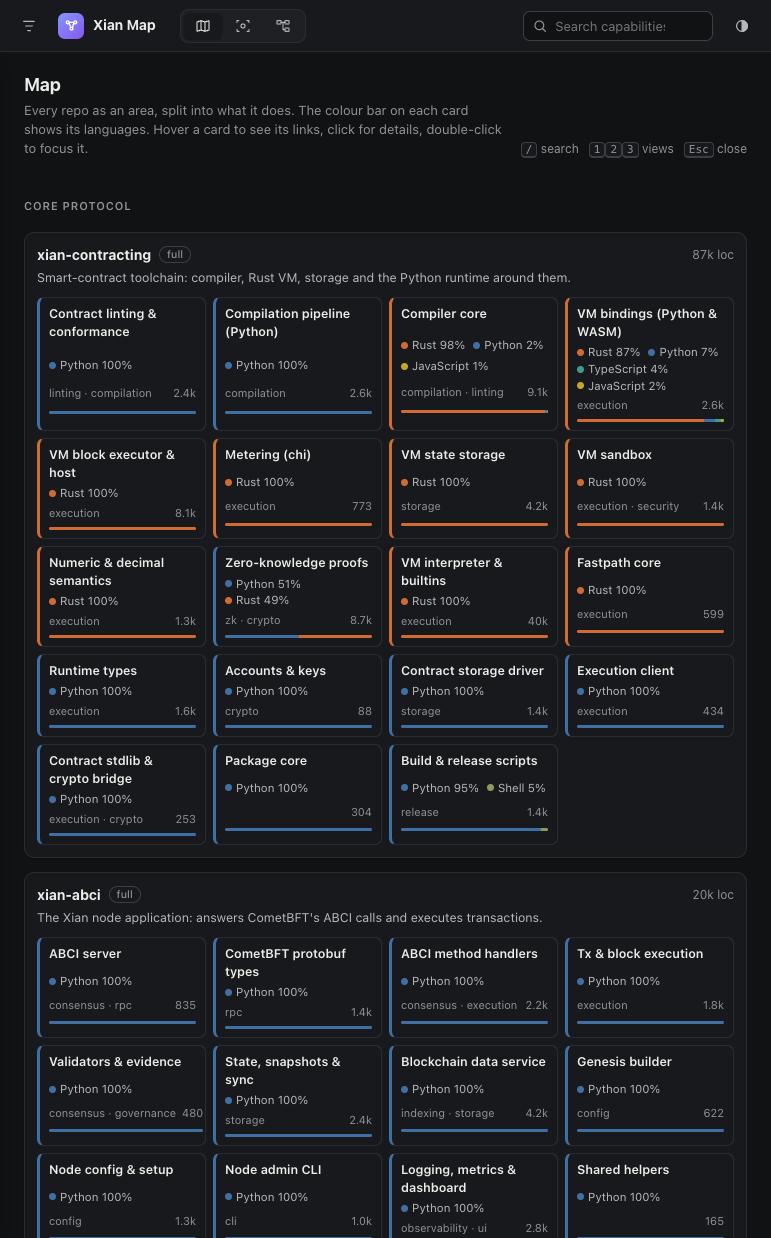 Xian Map
Search capabilities
Map
Every repo as an area, split into what it does. The colour bar on each card
shows its languages. Hover a card to see its links, click for details, double-click
to focus it.
/ search 1 2 3 views Esc close
CORE PROTOCOL
xian-contracting full 87k loc
Smart-contract toolchain: compiler, Rust VM, storage and the Python runtime around them.
Contract linting &
conformance
Python 100%
linting · compilation 2.4k
Compilation pipeline
(Python)
Python 100%
compilation 2.6k
Compiler core
Rust 98% Python 2%
JavaScript 1%
compilation · linting 9.1k
VM bindings (Python &
WASM)
Rust 87% Python 7%
TypeScript 4%
JavaScript 2%
execution 2.6k
VM block executor &
host
Rust 100%
execution 8.1k
Metering (chi)
Rust 100%
execution 773
VM state storage
Rust 100%
storage 4.2k
VM sandbox
Rust 100%
execution · security 1.4k
Numeric & decimal
semantics
Rust 100%
execution 1.3k
Zero-knowledge proofs
Python 51%
Rust 49%
zk · crypto 8.7k
VM interpreter &
builtins
Rust 100%
execution 40k
Fastpath core
Rust 100%
execution 599
Runtime types
Python 100%
execution 1.6k
Accounts & keys
Python 100%
crypto 88
Contract storage driver
Python 100%
storage 1.4k
Execution client
Python 100%
execution 434
Contract stdlib &
crypto bridge
Python 100%
execution · crypto 253
Package core
Python 100%
304
Build & release scripts
Python 95% Shell 5%
release 1.4k
xian-abci full 20k loc
The Xian node application: answers CometBFT's ABCI calls and executes transactions.
ABCI server
Python 100%
consensus · rpc 835
CometBFT protobuf
types
Python 100%
rpc 1.4k
ABCI method handlers
Python 100%
consensus · execution 2.2k
Tx & block execution
Python 100%
execution 1.8k
Validators & evidence
Python 100%
consensus · governance 480
State, snapshots &
sync
Python 100%
storage 2.4k
Blockchain data service
Python 100%
indexing · storage 4.2k
Genesis builder
Python 100%
config 622
Node config & setup
Python 100%
config 1.3k
Node admin CLI
Python 100%
cli 1.0k
Logging, metrics &
dashboard
Python 100%
observability · ui 2.8k
Shared helpers
Python 100%
165